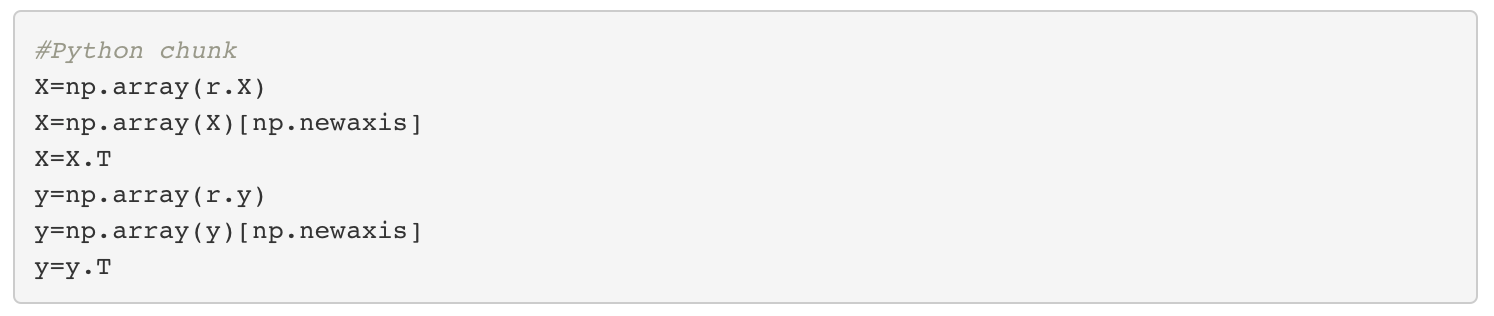 #Python chunk
X=np.array(r.X)
X=np.array(X)[np.newaxis]
X=X.T
y=np.array(r.y)
y=np.array(y)[np.newaxis]
y=y.T